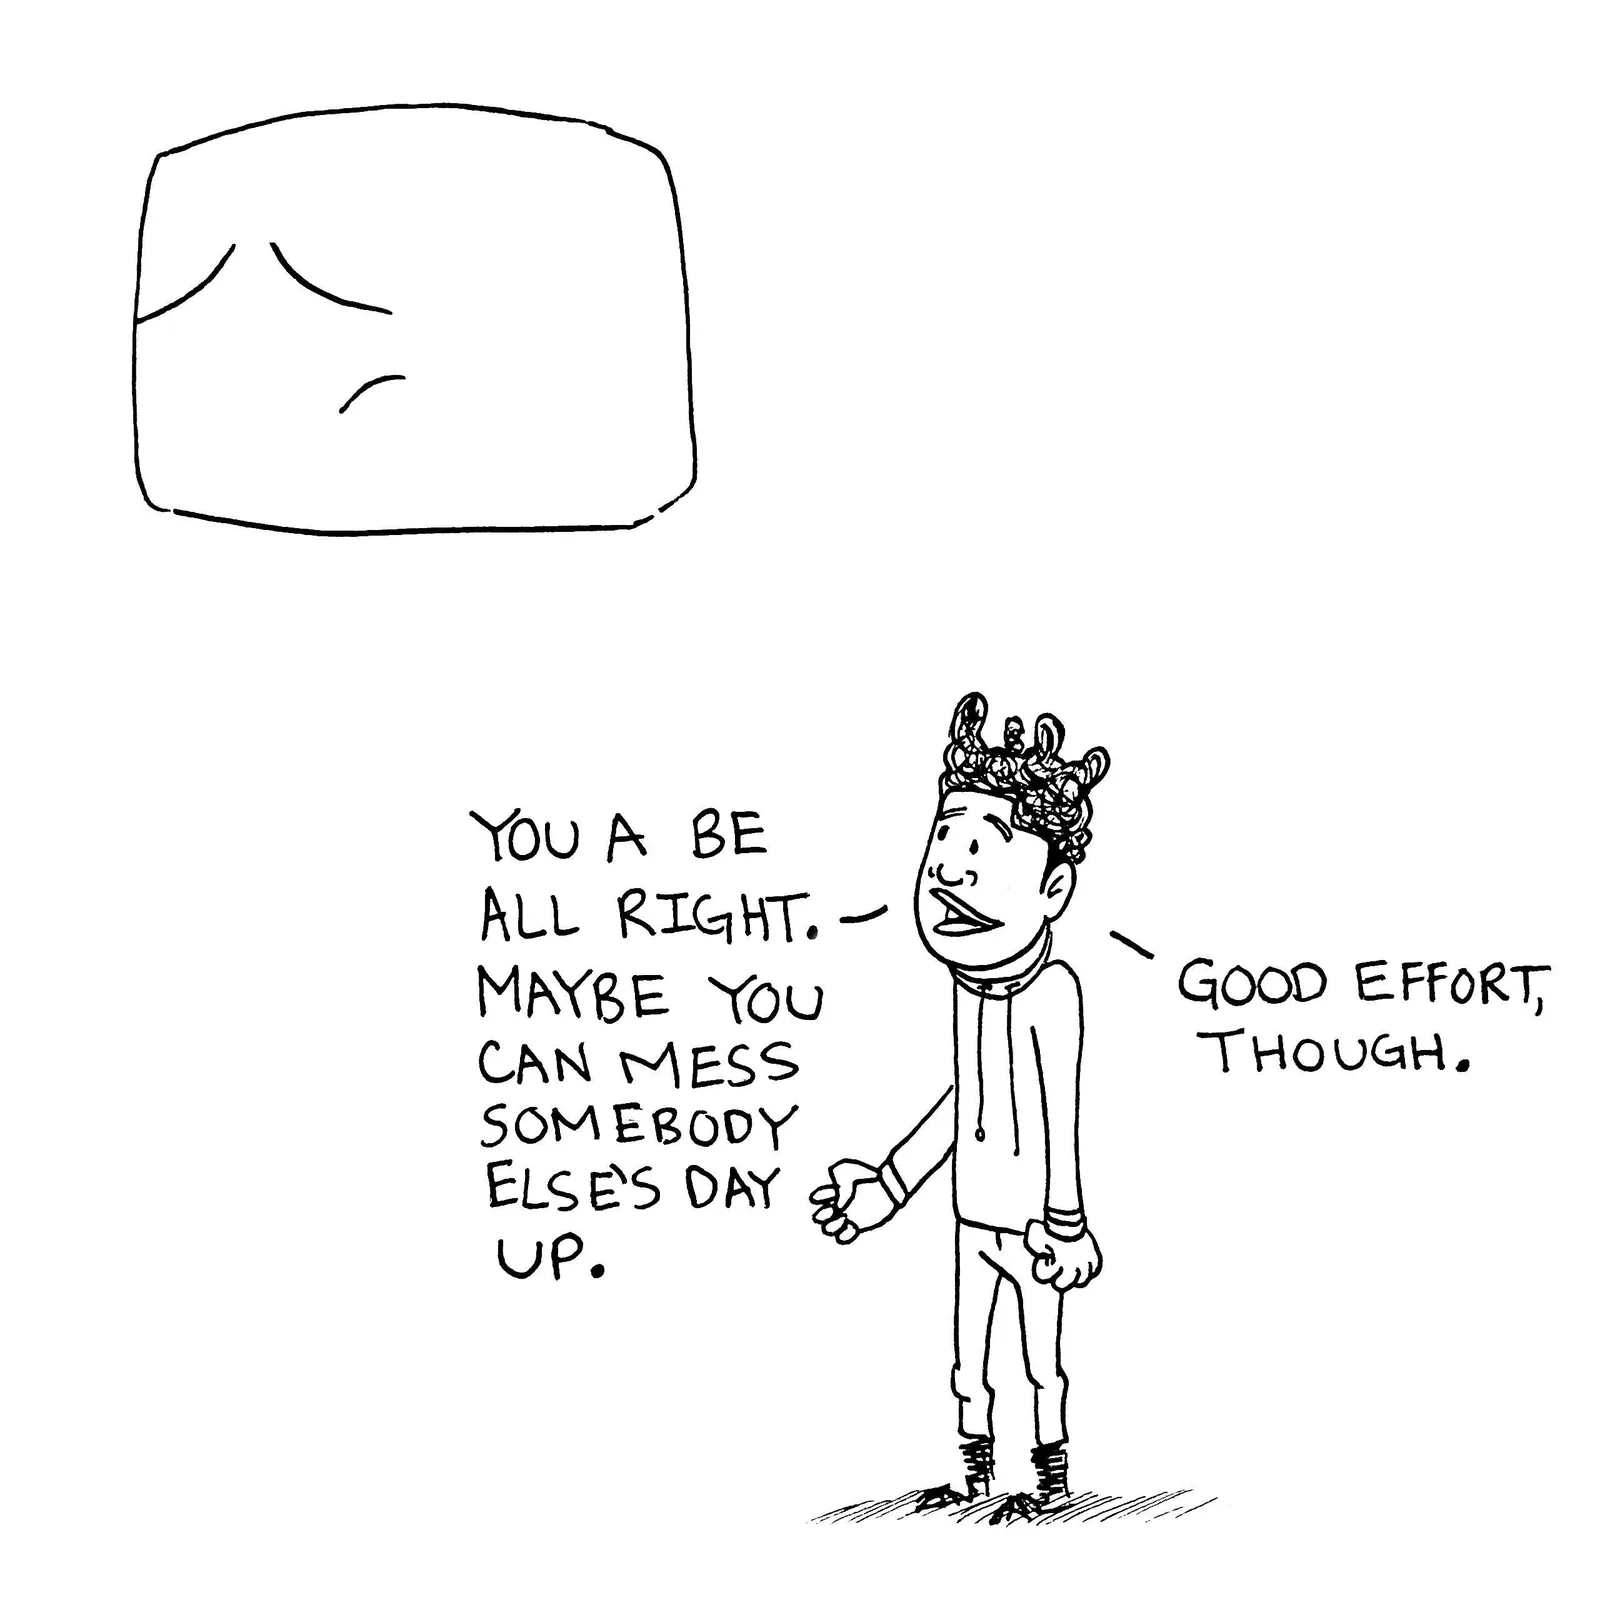 YOU A BE
ALL RIGHT.
MAYBE YOU
CAN MESS
SOMEBODY
ELSE'S DAY
UP.
GOOD EFFORT,
THOUGH.